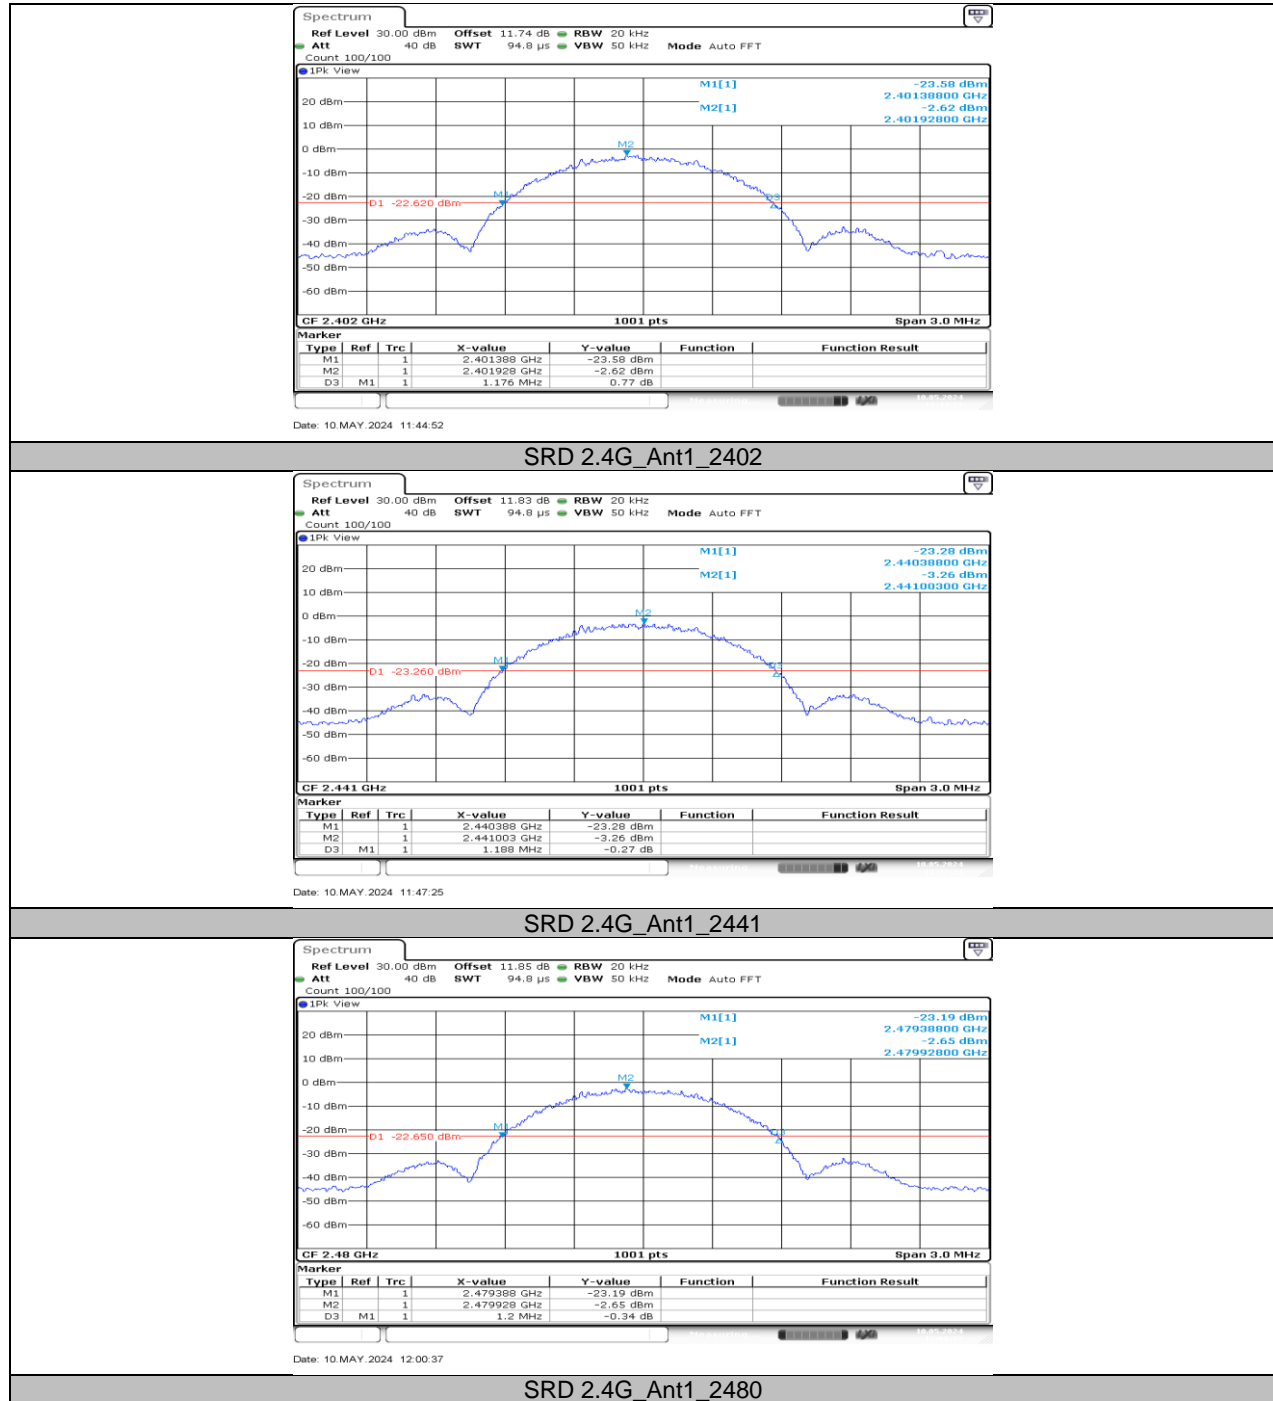 Spectrum
Ref Level 30.00 dBm Offset 11.74 dB RBW 20 kHz
Att 40 dB SWT 94.8 µs VBW 50 kHz Mode Auto FFT
Count 100/100
1Pk View
M1[1] -23.58 dBm
2.40138800 GHz
20 dBm
M2[1] -2.62 dBm
2.40192800 GHz
10 dBm
0 dBm
M2
-10 dBm
-20 dBm
M1
D3
D1 -22.620 dBm
-30 dBm
-40 dBm
-50 dBm
-60 dBm
CF 2.402 GHz 1001 pts Span 3.0 MHz
Marker
Type Ref Trc X-value Y-value Function Function Result
M1 1 2.401388 GHz -23.58 dBm
M2 1 2.401928 GHz -2.62 dBm
D3 M1 1 1.176 MHz 0.77 dB
Date: 10.MAY.2024 11:44:52
SRD 2.4G_Ant1_2402
Spectrum
Ref Level 30.00 dBm Offset 11.83 dB RBW 20 kHz
Att 40 dB SWT 94.8 µs VBW 50 kHz Mode Auto FFT
Count 100/100
1Pk View
M1[1] -23.28 dBm
2.44038800 GHz
20 dBm
M2[1] -3.26 dBm
2.44100300 GHz
10 dBm
0 dBm
M2
-10 dBm
-20 dBm
M1
D3
D1 -23.260 dBm
-30 dBm
-40 dBm
-50 dBm
-60 dBm
CF 2.441 GHz 1001 pts Span 3.0 MHz
Marker
Type Ref Trc X-value Y-value Function Function Result
M1 1 2.440388 GHz -23.28 dBm
M2 1 2.441003 GHz -3.26 dBm
D3 M1 1 1.188 MHz -0.27 dB
Date: 10.MAY.2024 11:47:25
SRD 2.4G_Ant1_2441
Spectrum
Ref Level 30.00 dBm Offset 11.85 dB RBW 20 kHz
Att 40 dB SWT 94.8 µs VBW 50 kHz Mode Auto FFT
Count 100/100
1Pk View
M1[1] -23.19 dBm
2.47938800 GHz
20 dBm
M2[1] -2.65 dBm
2.47992800 GHz
10 dBm
0 dBm
M2
-10 dBm
-20 dBm
M1
D3
D1 -22.650 dBm
-30 dBm
-40 dBm
-50 dBm
-60 dBm
CF 2.48 GHz 1001 pts Span 3.0 MHz
Marker
Type Ref Trc X-value Y-value Function Function Result
M1 1 2.479388 GHz -23.19 dBm
M2 1 2.479928 GHz -2.65 dBm
D3 M1 1 1.2 MHz -0.34 dB
Date: 10.MAY.2024 12:00:37
SRD 2.4G_Ant1_2480